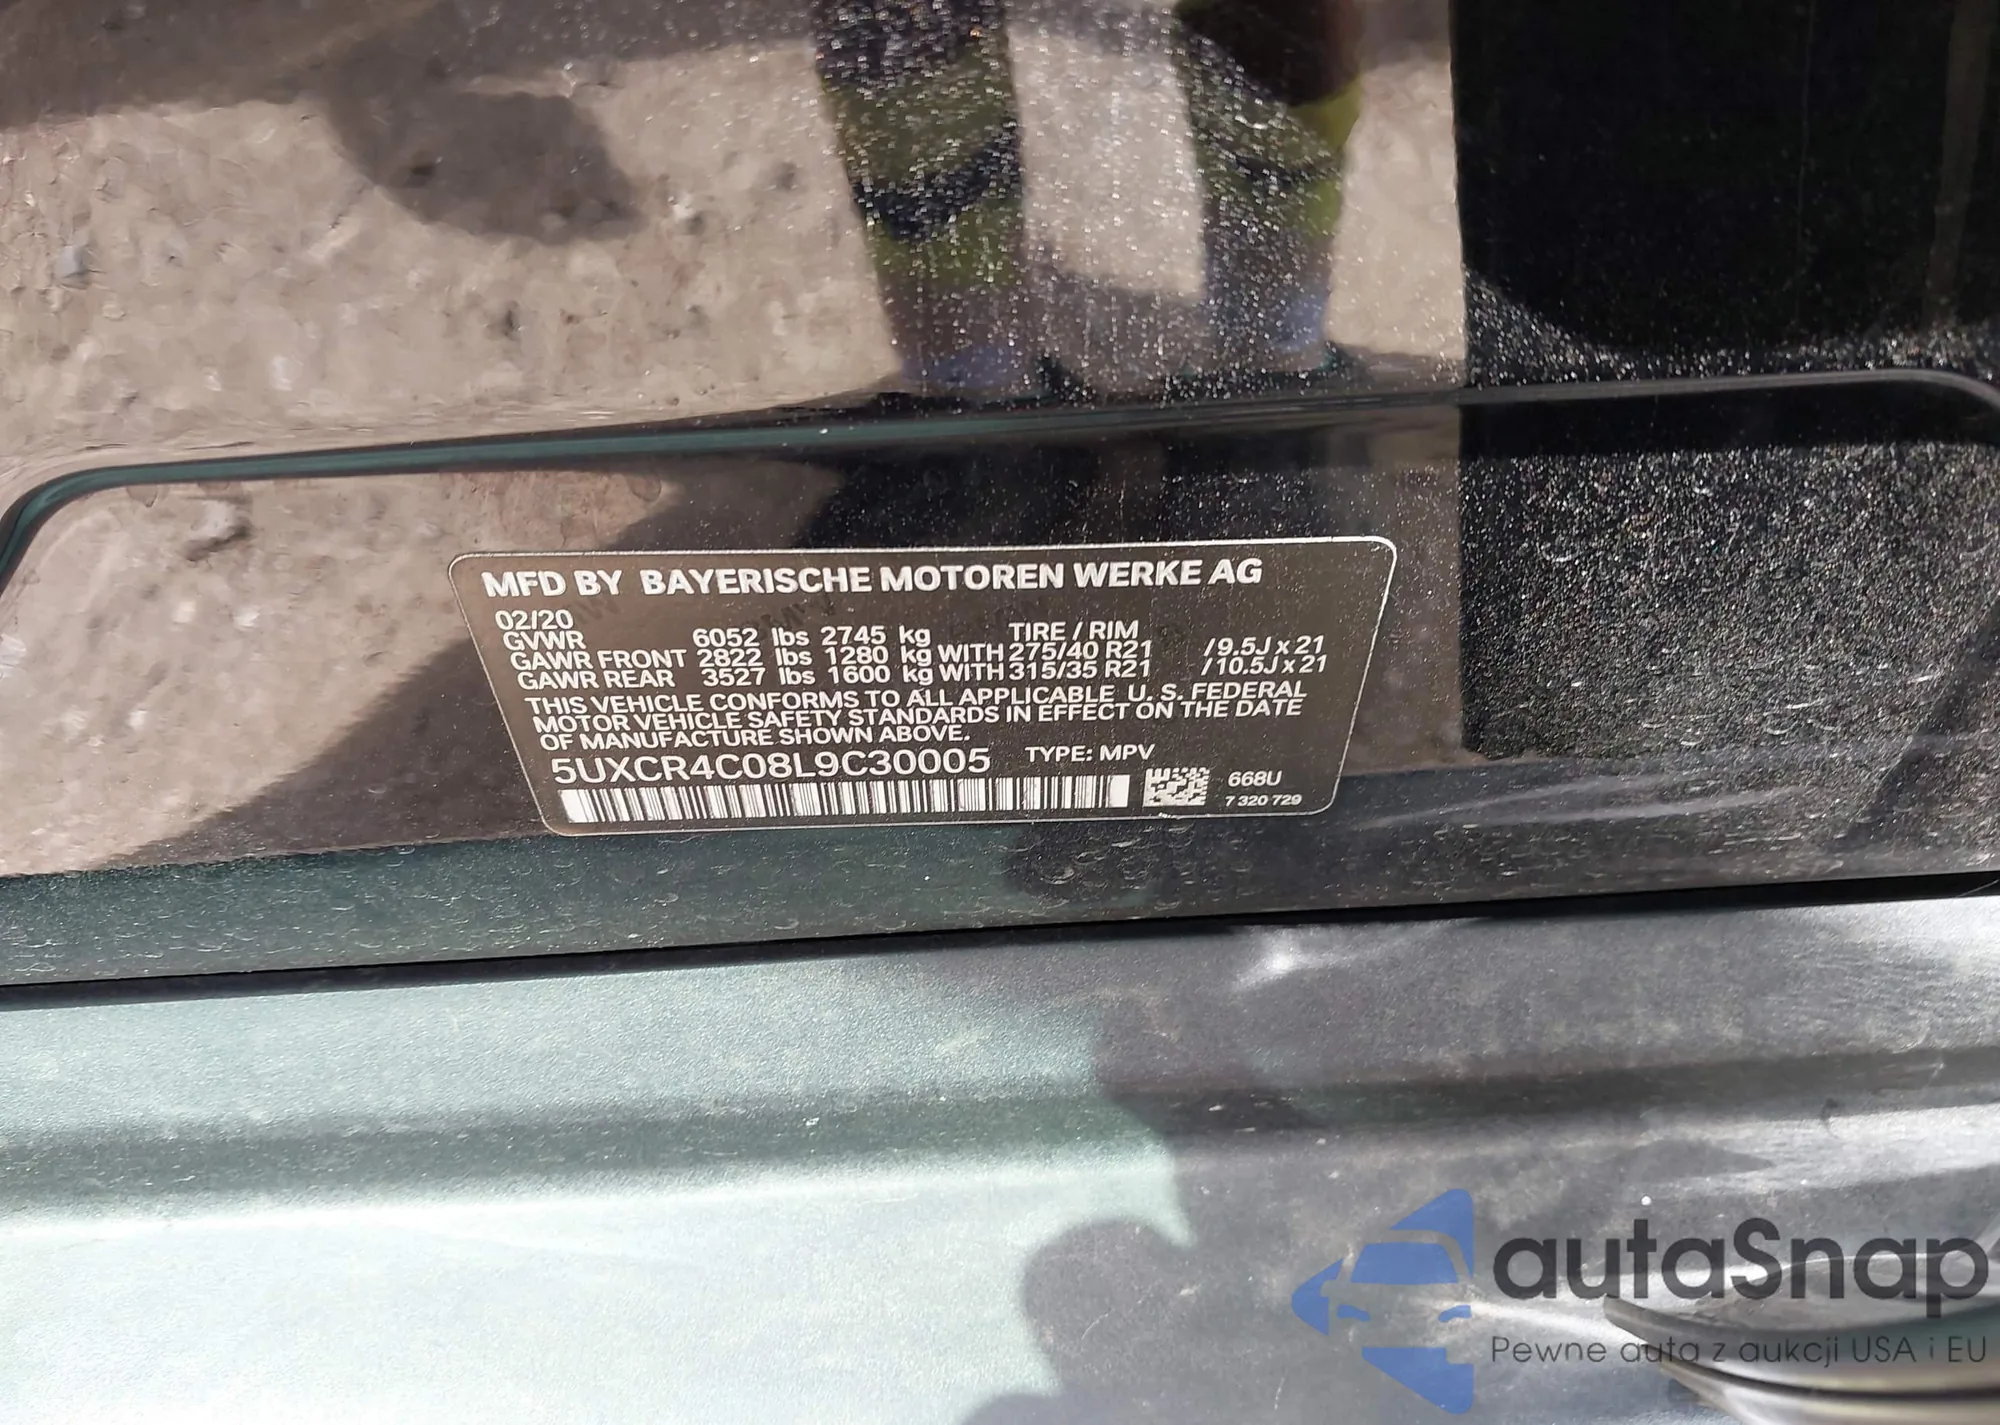 MFD BY BAYERISCHE MOTOREN WERKE AG
02/20
GVWR 6052 lbs 2745 kg TIRE / RIM
GAWR FRONT 2822 lbs 1280 kg WITH 275/40 R21 / 9.5J x 21
GAWR REAR 3527 lbs 1600 kg WITH 315/35 R21 / 10.5J x 21
THIS VEHICLE CONFORMS TO ALL APPLICABLE U. S. FEDERAL
MOTOR VEHICLE SAFETY STANDARDS IN EFFECT ON THE DATE
OF MANUFACTURE SHOWN ABOVE.
5UXCR4C08L9C30005 TYPE: MPV
668U
7 320 729
autaSnap
Pewne auta z aukcji USA i EU